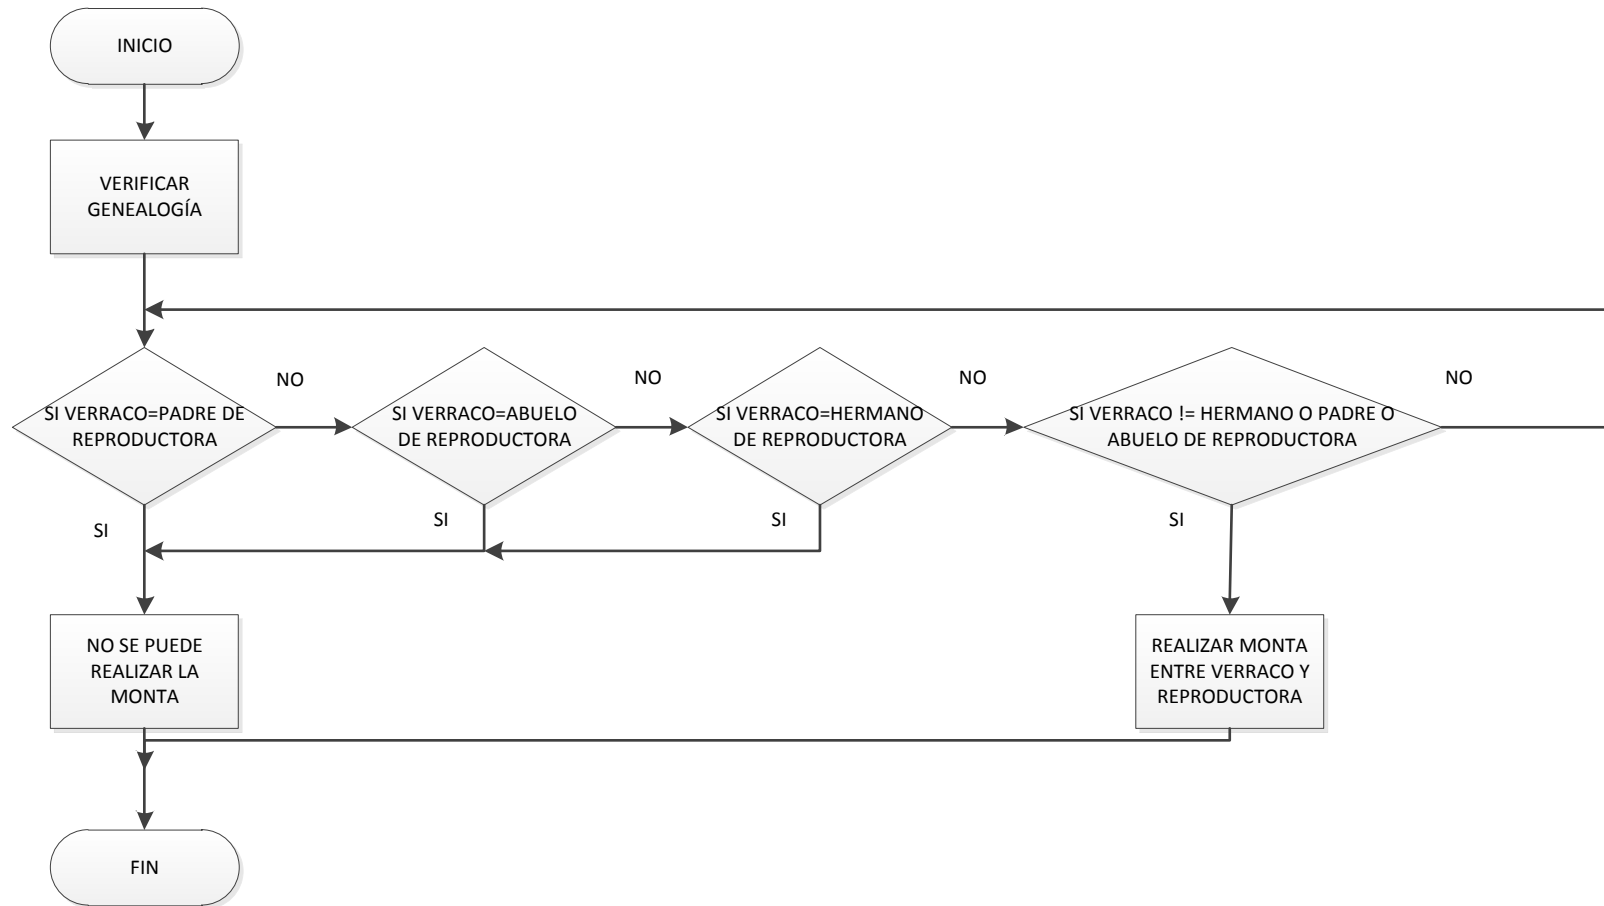 INICIO
VERIFICAR
GENEALOGÍA
SI VERRACO=PADRE DE
REPRODUCTORA
NO
SI VERRACO=ABUELO
DE REPRODUCTORA
NO
SI VERRACO=HERMANO
DE REPRODUCTORA
NO
SI VERRACO != HERMANO O PADRE O
ABUELO DE REPRODUCTORA
NO
SI
SI
SI
SI
NO SE PUEDE
REALIZAR LA
MONTA
REALIZAR MONTA
ENTRE VERRACO Y
REPRODUCTORA
FIN